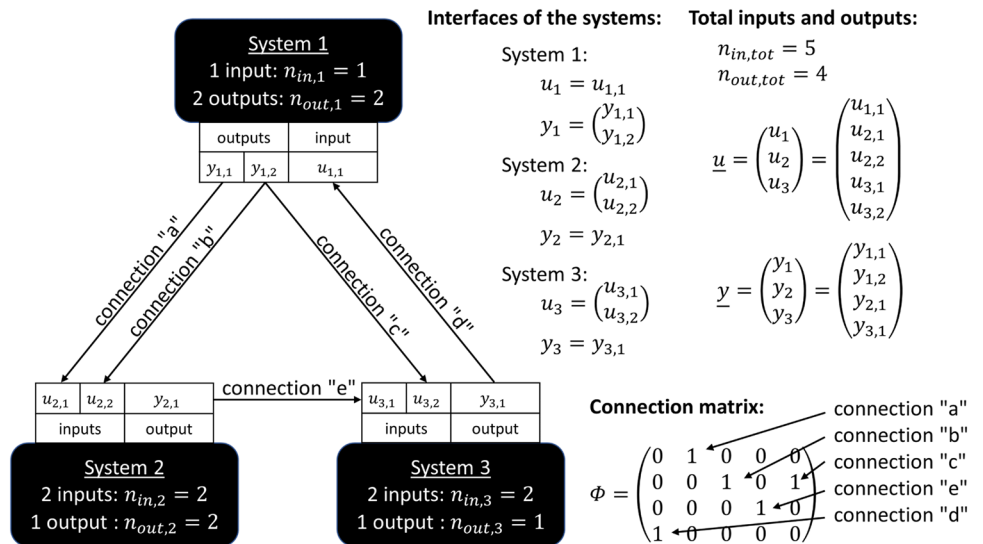 System 1
1 input: n_{in,1} = 1
2 outputs: n_{out,1} = 2
outputs input
y_{1,1} y_{1,2} u_{1,1}
connection "a"
connection "b"
connection "c"
connection "d"
connection "e"
u_{2,1} u_{2,2} y_{2,1}
inputs output
System 2
2 inputs: n_{in,2} = 2
1 output : n_{out,2} = 2
u_{3,1} u_{3,2} y_{3,1}
inputs output
System 3
2 inputs: n_{in,3} = 2
1 output : n_{out,3} = 1
Interfaces of the systems:
System 1:
u_1 = u_{1,1}
y_1 = (y_{1,1} y_{1,2})
System 2:
u_2 = (u_{2,1} u_{2,2})
y_2 = y_{2,1}
System 3:
u_3 = (u_{3,1} u_{3,2})
y_3 = y_{3,1}
Total inputs and outputs:
n_{in,tot} = 5
n_{out,tot} = 4
u = (u_1 u_2 u_3) = (u_{1,1} u_{2,1} u_{2,2} u_{3,1} u_{3,2})
y = (y_1 y_2 y_3) = (y_{1,1} y_{1,2} y_{2,1} y_{3,1})
Connection matrix:
Φ =
0 1 0 0 0
0 0 1 0 1
0 0 0 1 0
1 0 0 0 0
connection "a"
connection "b"
connection "c"
connection "e"
connection "d"